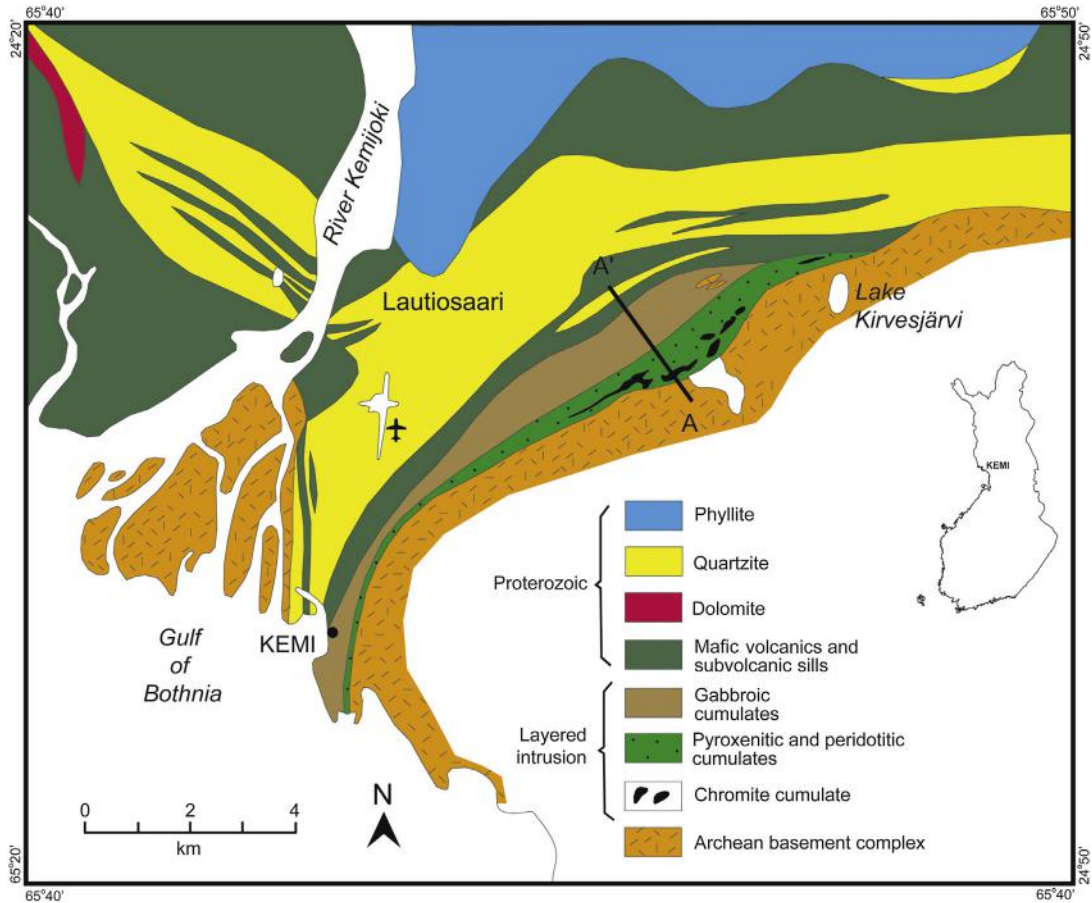 65°40'
65°50'
24°20'
24°50'
River Kemijoki
A'
Lautiosaari
Lake
Kirvesjärvi
A
KEMI
Phyllite
Quartzite
Proterozoic
Dolomite
KEMI
Gulf
of
Bothnia
Mafic volcanics and
subvolcanic sills
Gabbroic
cumulates
Layered
intrusion
Pyroxenitic and peridotitic
cumulates
Chromite cumulate
Archean basement complex
0 2 4
km
N
65°20'
24°50'
65°40'
65°40'